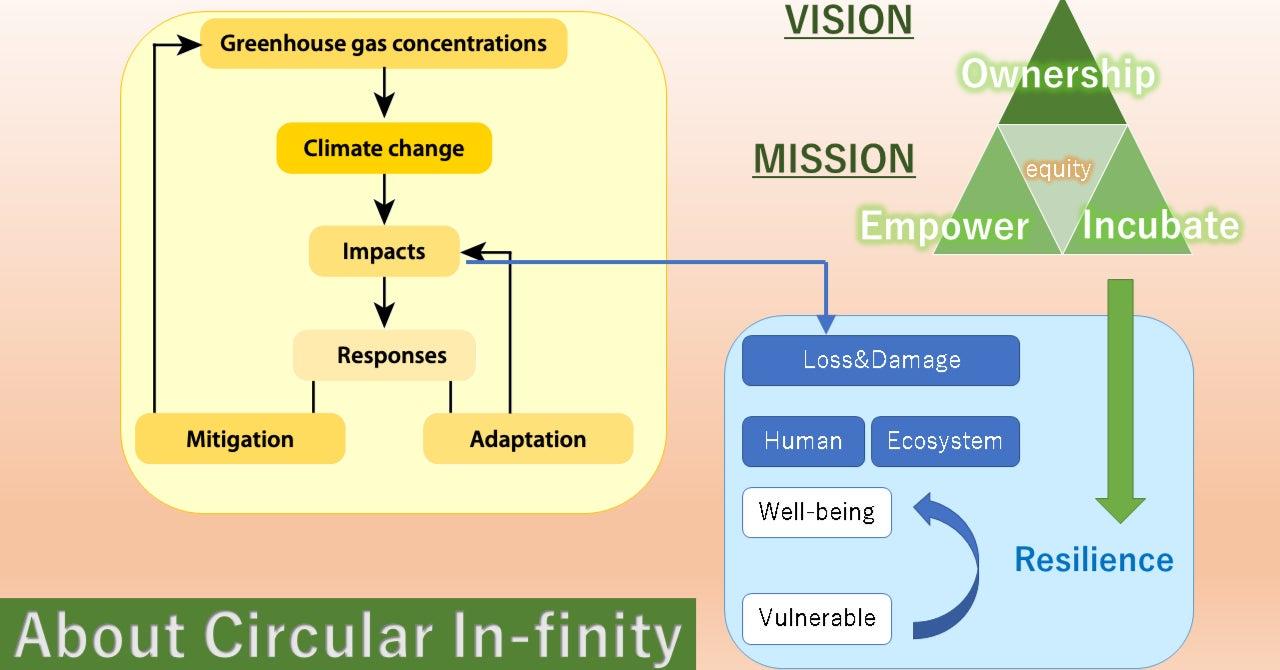 Greenhouse gas concentrations
Climate change
Impacts
Responses
Mitigation
Adaptation
VISION
Ownership
MISSION
equity
Empower
Incubate
Loss&Damage
Human
Ecosystem
Well-being
Vulnerable
Resilience
About Circular In-finity